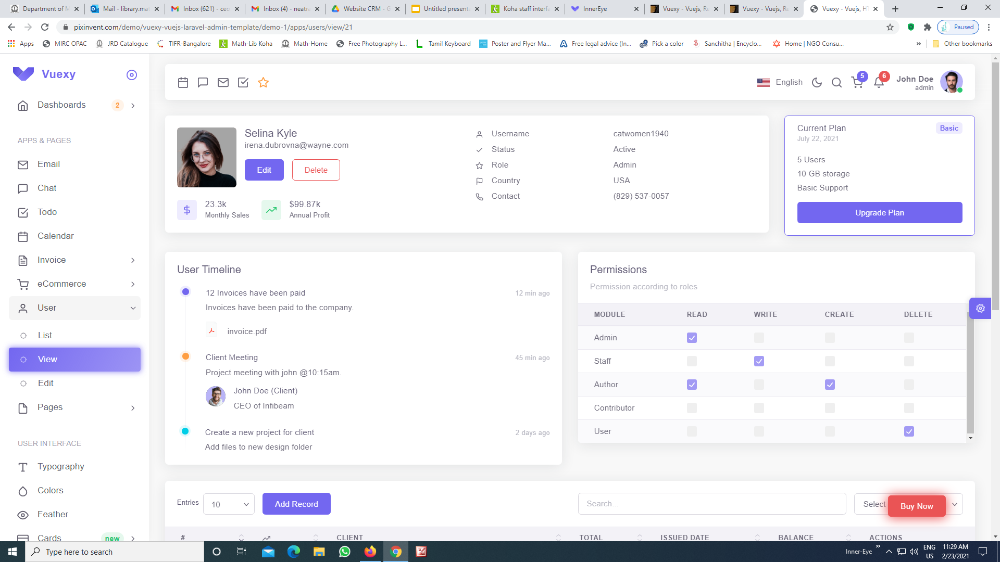 Department of M
Mail - library.mat
Inbox (621) - ceo
Inbox (4) - neatra
Website CRM - G
Untitled presenta
Koha staff interfa
InnerEye
Vuexy - Vuejs, Re
Vuexy - Vuejs, Re
Vuexy - Vuejs, HT
pixinvent.com/demo/vuexy-vuejs-laravel-admin-template/demo-1/apps/users/view/21
Paused
Apps
MIRC OPAC
JRD Catalogue
TIFR-Bangalore
Math-Lib Koha
Math-Home
Free Photography L...
Tamil Keyboard
Poster and Flyer Ma...
Free legal advice (In...
Pick a color
Sanchitha | Encyclo...
Home | NGO Consu...
»
Other bookmarks
Vuexy
English
5
6
John Doe
admin
Dashboards 2
APPS & PAGES
Email
Chat
Todo
Calendar
Invoice
eCommerce
User
List
View
Edit
Pages
USER INTERFACE
Typography
Colors
Feather
Cards new
Selina Kyle
irena.dubrovna@wayne.com
Edit
Delete
23.3k
Monthly Sales
$99.87k
Annual Profit
Username catwomen1940
Status Active
Role Admin
Country USA
Contact (829) 537-0057
Current Plan Basic
July 22, 2021
5 Users
10 GB storage
Basic Support
Upgrade Plan
User Timeline
12 Invoices have been paid 12 min ago
Invoices have been paid to the company.
invoice.pdf
Client Meeting 45 min ago
Project meeting with john @10:15am.
John Doe (Client)
CEO of Infibeam
Create a new project for client 2 days ago
Add files to new design folder
Permissions
Permission according to roles
MODULE READ WRITE CREATE DELETE
Admin
Staff
Author
Contributor
User
Entries 10
Add Record
Search...
Select
Buy Now
# CLIENT TOTAL ISSUED DATE BALANCE ACTIONS
Type here to search
Inner-Eye
»
ENG
US
11:29 AM
2/23/2021